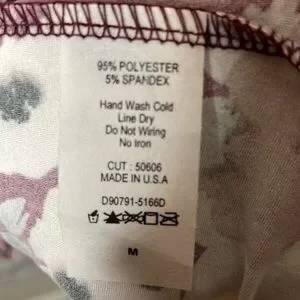 95% POLYESTER
5% SPANDEX
Hand Wash Cold
Line Dry
Do Not Wiring
No Iron
CUT : 50606
MADE IN U.S.A
D90791-5166D
M